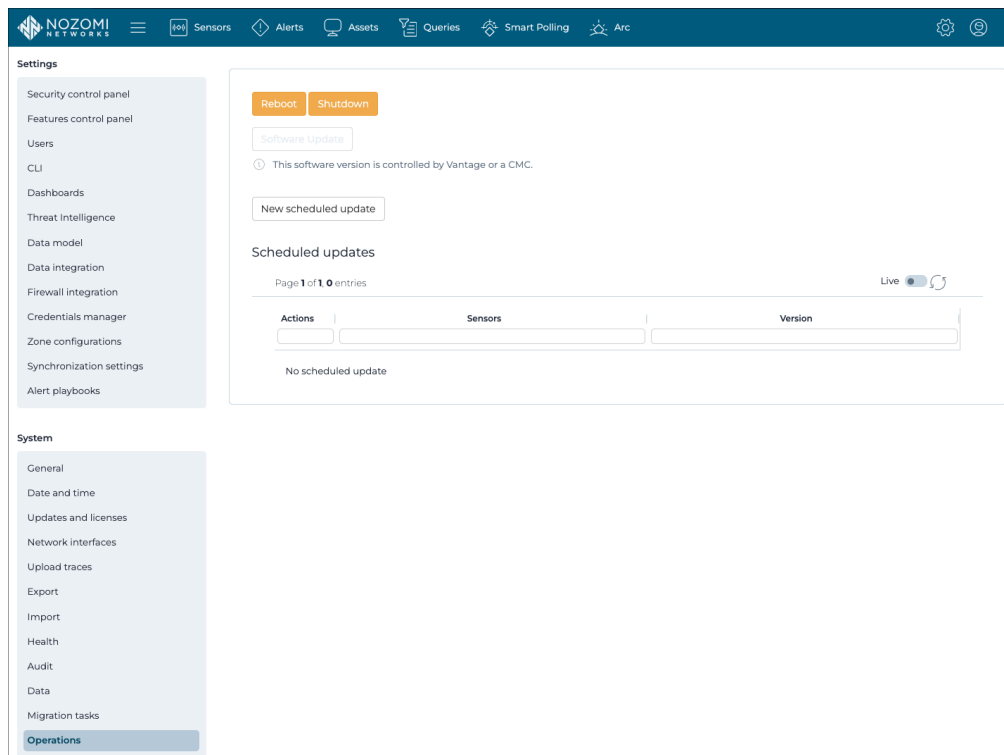 NOZOMI NETWORKS Sensors Alerts Assets Queries Smart Polling Arc
Settings
Security control panel
Features control panel
Users
CLI
Dashboards
Threat Intelligence
Data model
Data integration
Firewall integration
Credentials manager
Zone configurations
Synchronization settings
Alert playbooks
System
General
Date and time
Updates and licenses
Network interfaces
Upload traces
Export
Import
Health
Audit
Data
Migration tasks
Operations
Reboot Shutdown
Software Update
This software version is controlled by Vantage or a CMC.
New scheduled update
Scheduled updates
Page 1 of 1, 0 entries Live
Actions Sensors Version
No scheduled update